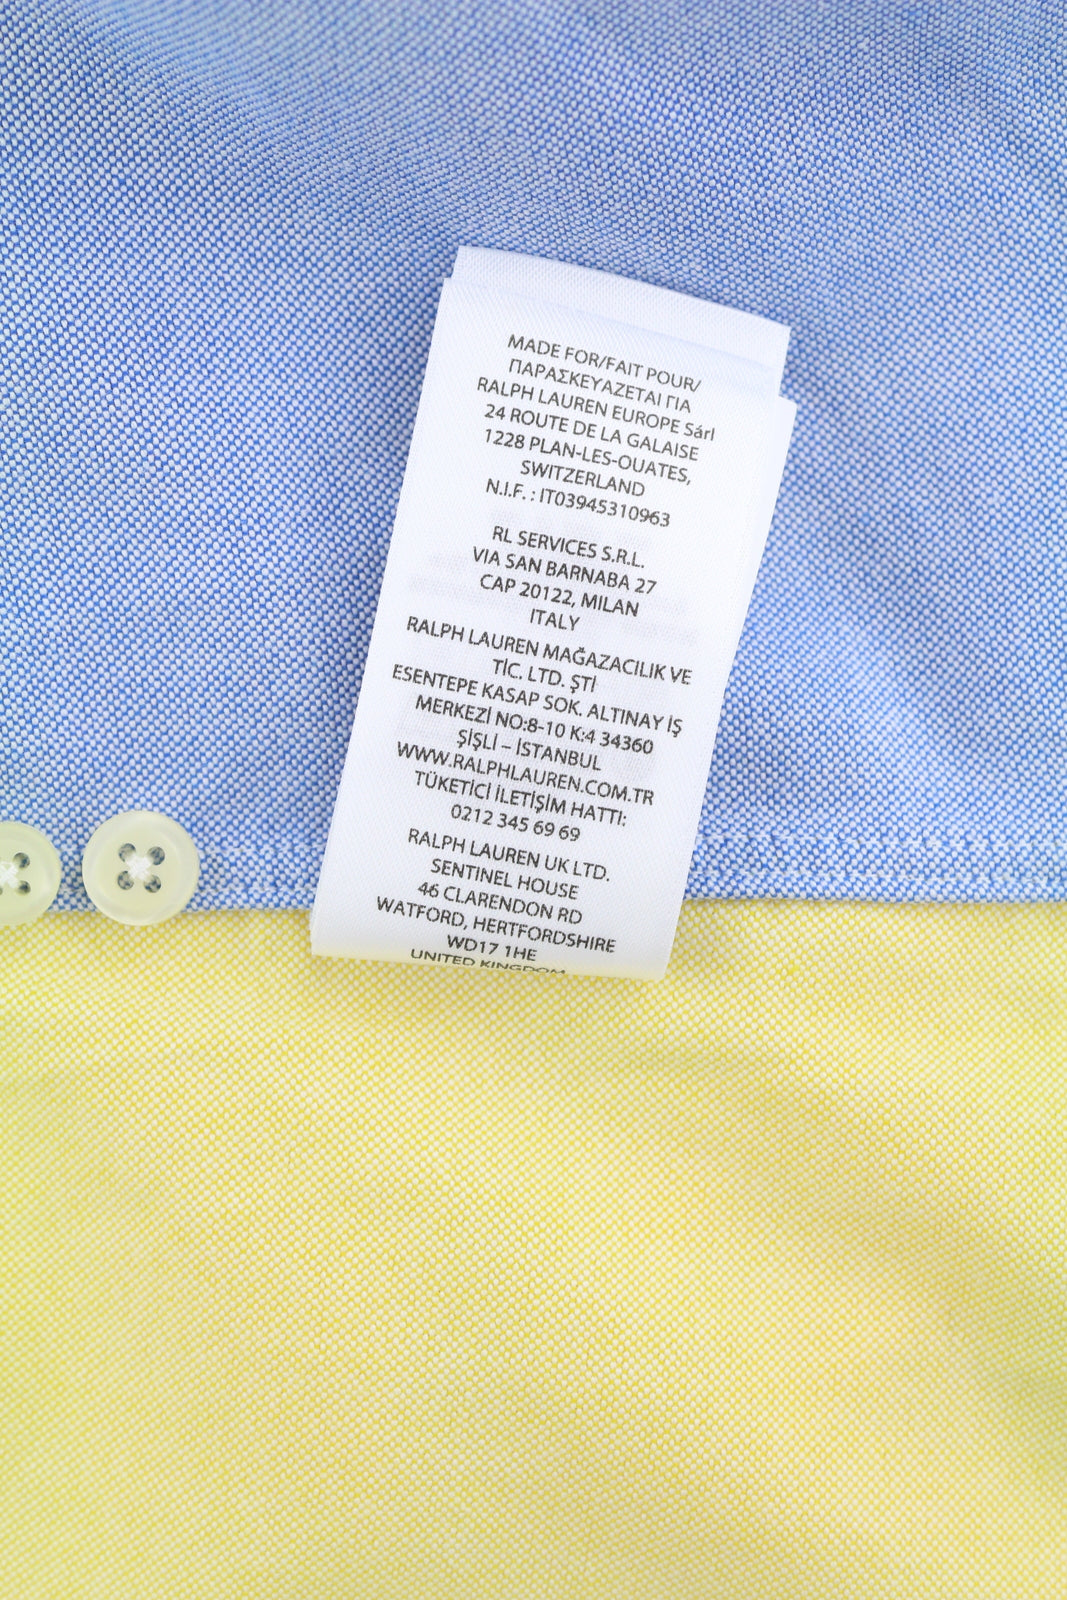 MADE FOR/FAIT POUR/
ΠΑΡΑΣΚΕΥΑΖΕΤΑΙ ΓΙΑ
RALPH LAUREN EUROPE Sárl
24 ROUTE DE LA GALAISE
1228 PLAN-LES-OUATES,
SWITZERLAND
N.I.F. : IT03945310963
RL SERVICES S.R.L.
VIA SAN BARNABA 27
CAP 20122, MILAN
ITALY
RALPH LAUREN MAĞAZACILIK VE
TİC. LTD. ŞTİ
ESENTEPE KASAP SOK. ALTINAY İŞ
MERKEZİ NO:8-10 K:4 34360
ŞİŞLİ – İSTANBUL
WWW.RALPHLAUREN.COM.TR
TÜKETİCİ İLETİŞİM HATTI:
0212 345 69 69
RALPH LAUREN UK LTD.
SENTINEL HOUSE
46 CLARENDON RD
WATFORD, HERTFORDSHIRE
WD17 1HE
UNITED KINGDOM